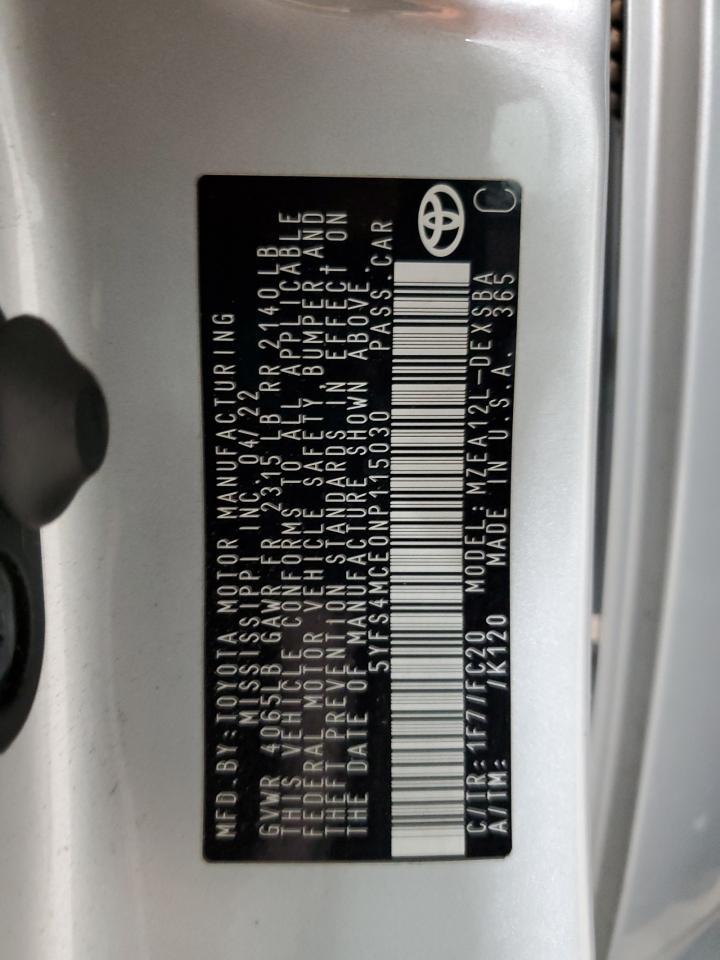 MFD.BY:TOYOTA MOTOR MANUFACTURING
MISSISSIPPI INC. 04/22
GVWR 4065LB GAWR FR 2315 LB RR 2140LB
THIS VEHICLE CONFORMS TO ALL APPLICABLE
FEDERAL MOTOR VEHICLE SAFETY, BUMPER AND
THEFT PREVENTION STANDARDS IN EFFECT ON
THE DATE OF MANUFACTURE SHOWN ABOVE.
5YFS4MCE0NP115030 PASS.CAR
C/TR: 1F7/FC20 MODEL: MZEA12L-DEXSBA
A/TM: /K120 MADE IN U.S.A. 365
C